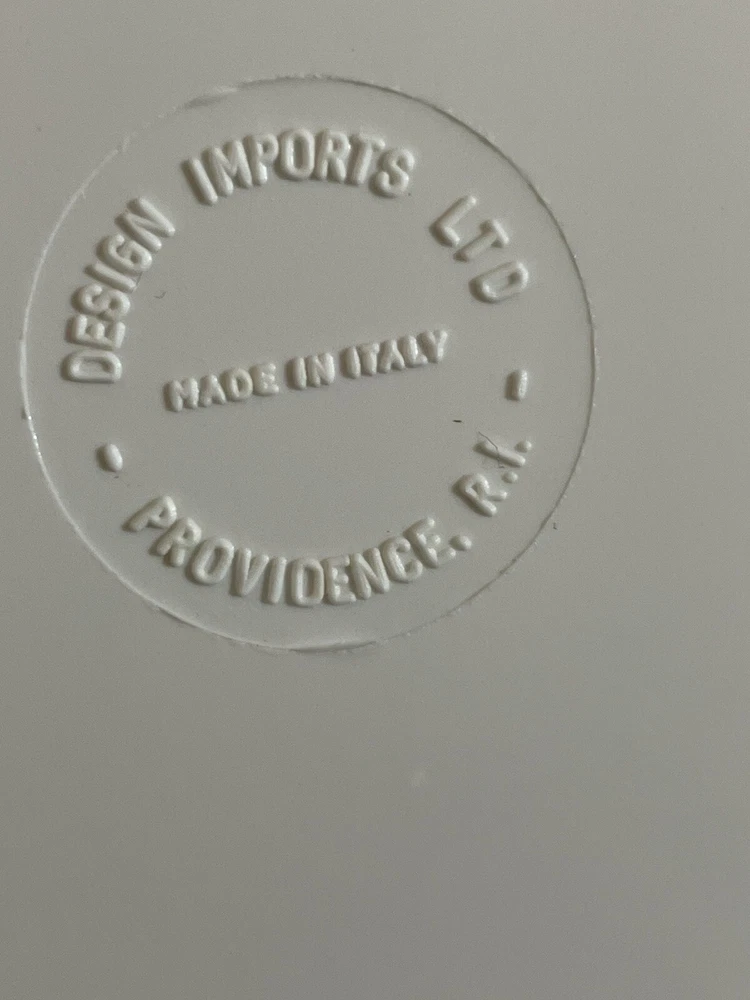 DESIGN IMPORTS LTD
MADE IN ITALY
PROVIDENCE. R.I.